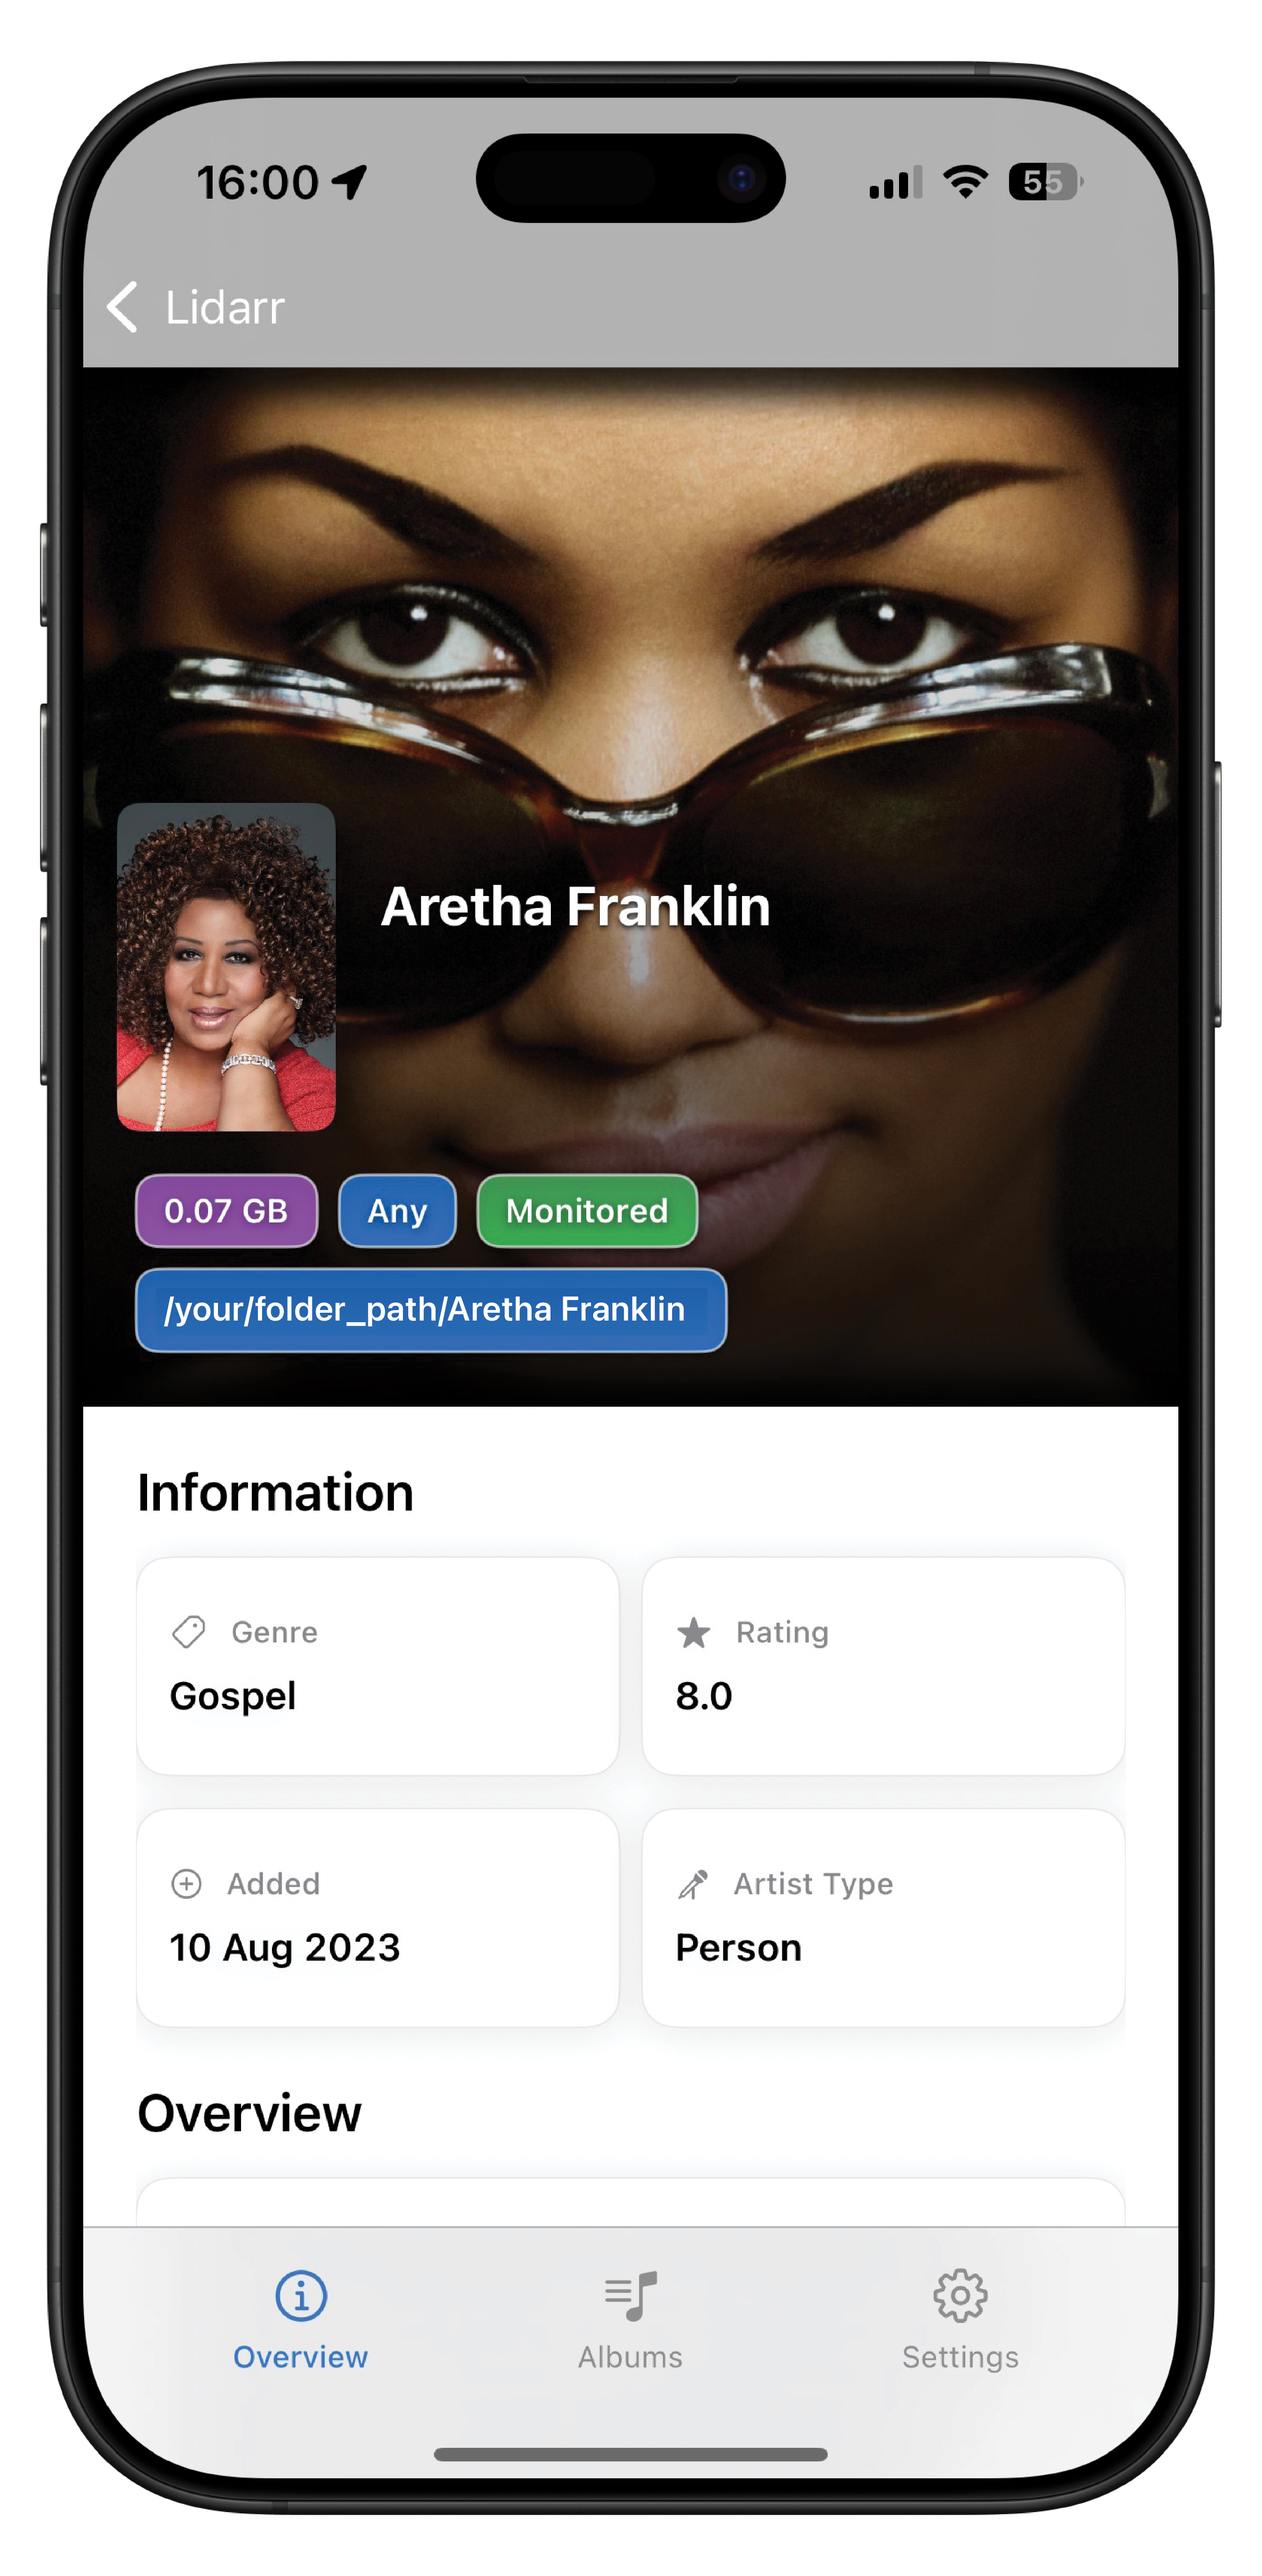 16:00
55
Lidarr
Aretha Franklin
0.07 GB Any Monitored
/your/folder_path/Aretha Franklin
Information
Genre Rating
Gospel 8.0
Added Artist Type
10 Aug 2023 Person
Overview
Overview Albums Settings